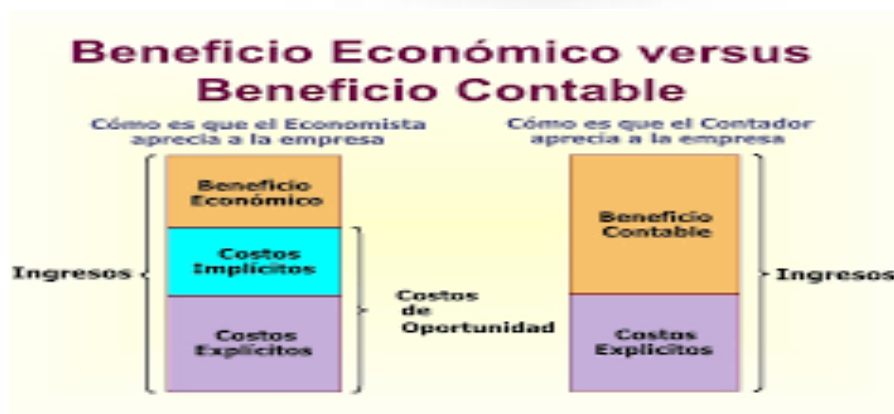 Beneficio Económico versus
Beneficio Contable
Cómo es que el Economista
aprecia a la empresa
Cómo es que el Contador
aprecia a la empresa
Beneficio
Económico
Costos
Implícitos
Costos
Explícitos
Ingresos
Costos
de
Oportunidad
Beneficio
Contable
Costos
Explicitos
Ingresos